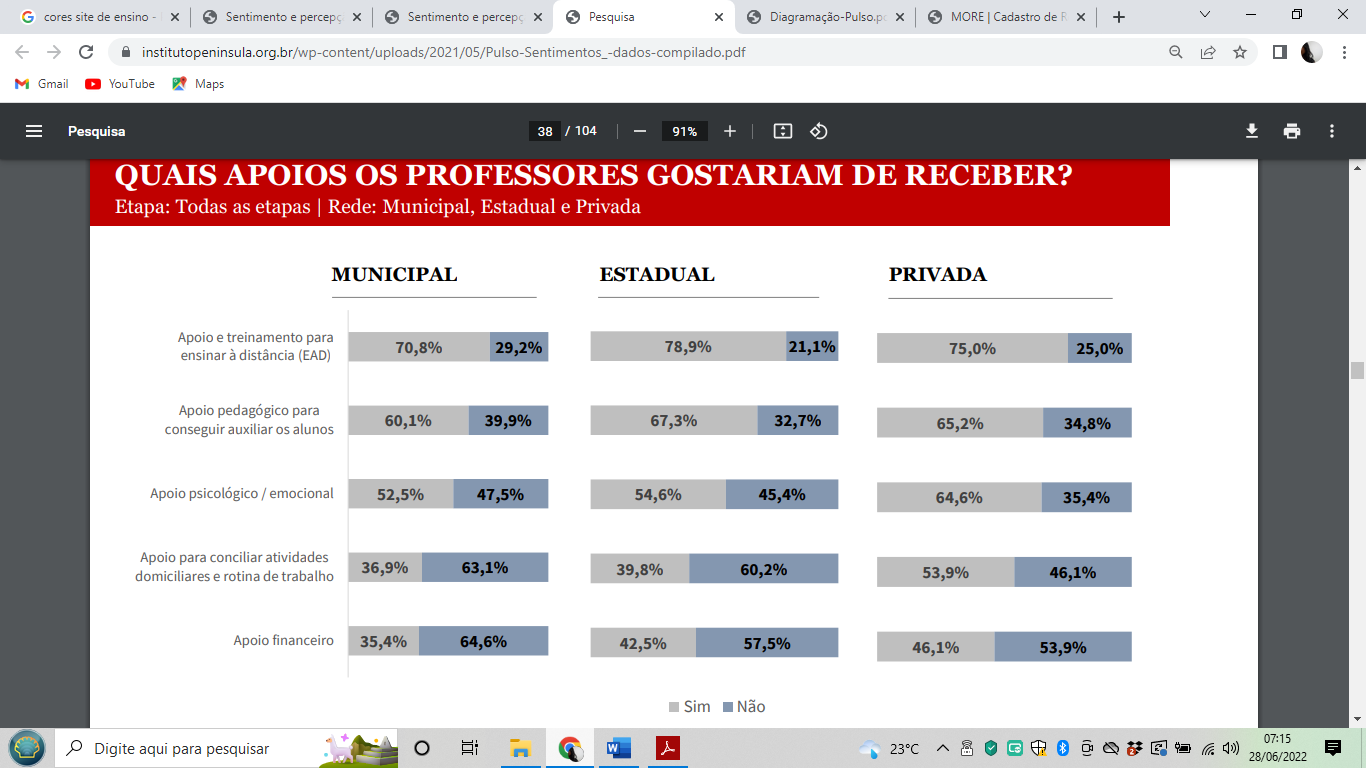 cores site de ensino -
Sentimento e percepç
Sentimento e percepç
Pesquisa
Diagramação-Pulso.po
MORE | Cadastro de R
institutopeninsula.org.br/wp-content/uploads/2021/05/Pulso-Sentimentos_-dados-compilado.pdf
Gmail
YouTube
Maps
Pesquisa
38 / 104
91%
QUAIS APOIOS OS PROFESSORES GOSTARIAM DE RECEBER?
Etapa: Todas as etapas | Rede: Municipal, Estadual e Privada
MUNICIPAL
ESTADUAL
PRIVADA
Apoio e treinamento para
ensinar à distância (EAD)
70,8% 29,2%
78,9% 21,1%
75,0% 25,0%
Apoio pedagógico para
conseguir auxiliar os alunos
60,1% 39,9%
67,3% 32,7%
65,2% 34,8%
Apoio psicológico / emocional
52,5% 47,5%
54,6% 45,4%
64,6% 35,4%
Apoio para conciliar atividades
domiciliares e rotina de trabalho
36,9% 63,1%
39,8% 60,2%
53,9% 46,1%
Apoio financeiro
35,4% 64,6%
42,5% 57,5%
46,1% 53,9%
Sim Não
Digite aqui para pesquisar
23°C
07:15
28/06/2022